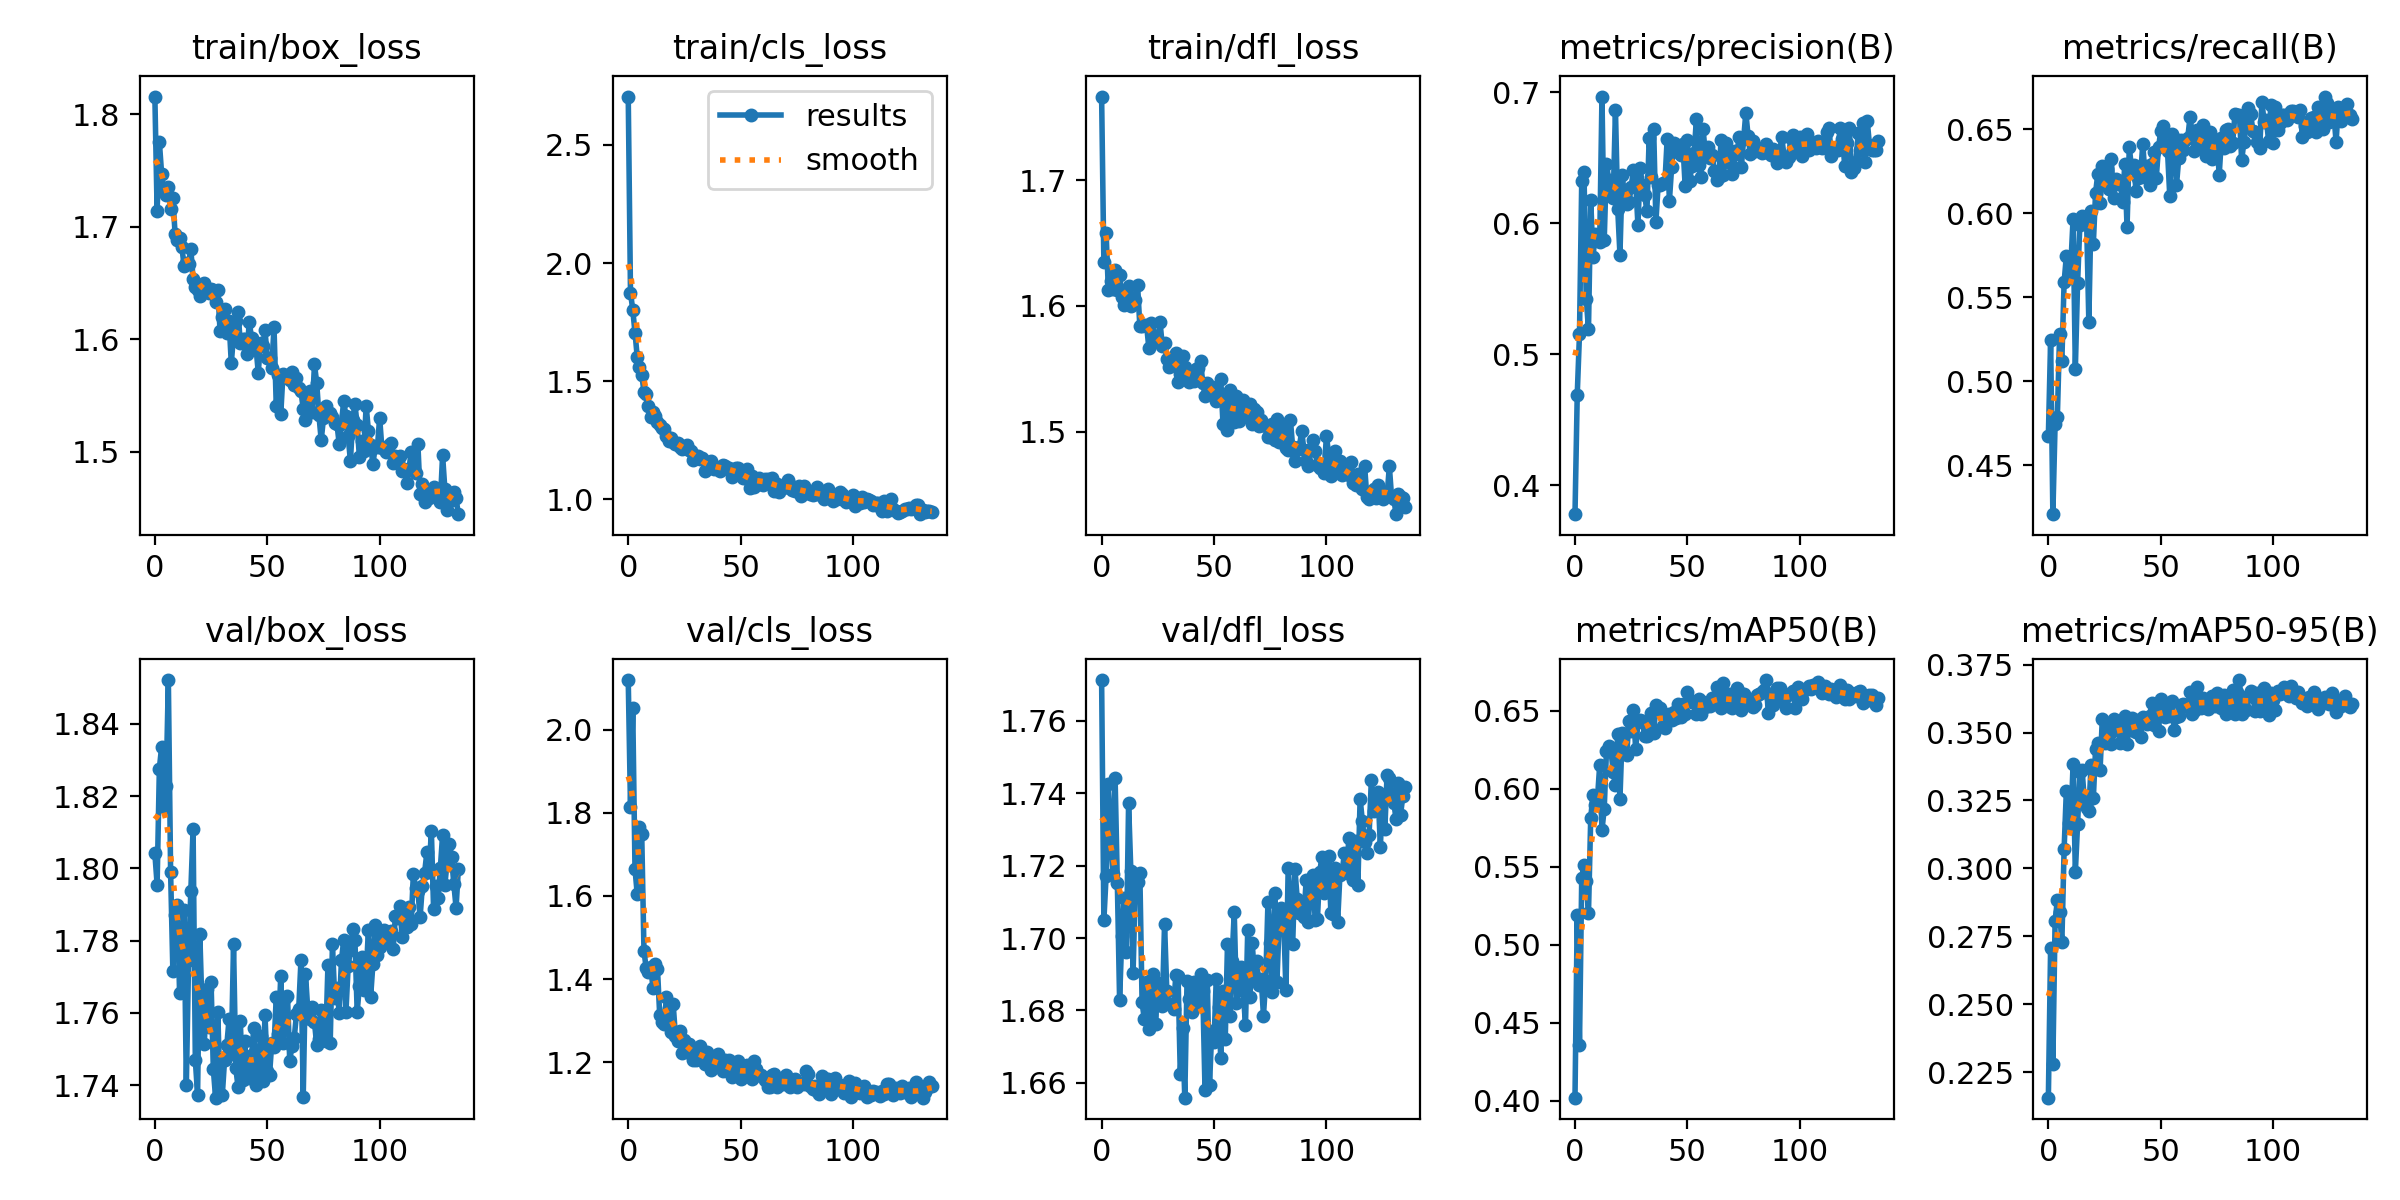 train/box_loss
1.8
1.7
1.6
1.5
0 50 100
train/cls_loss
results
smooth
2.5
2.0
1.5
1.0
0 50 100
train/dfl_loss
1.7
1.6
1.5
0 50 100
metrics/precision(B)
0.7
0.6
0.5
0.4
0 50 100
metrics/recall(B)
0.65
0.60
0.55
0.50
0.45
0 50 100
val/box_loss
1.84
1.82
1.80
1.78
1.76
1.74
0 50 100
val/cls_loss
2.0
1.8
1.6
1.4
1.2
0 50 100
val/dfl_loss
1.76
1.74
1.72
1.70
1.68
1.66
0 50 100
metrics/mAP50(B)
0.65
0.60
0.55
0.50
0.45
0.40
0 50 100
metrics/mAP50-95(B)
0.375
0.350
0.325
0.300
0.275
0.250
0.225
0 50 100